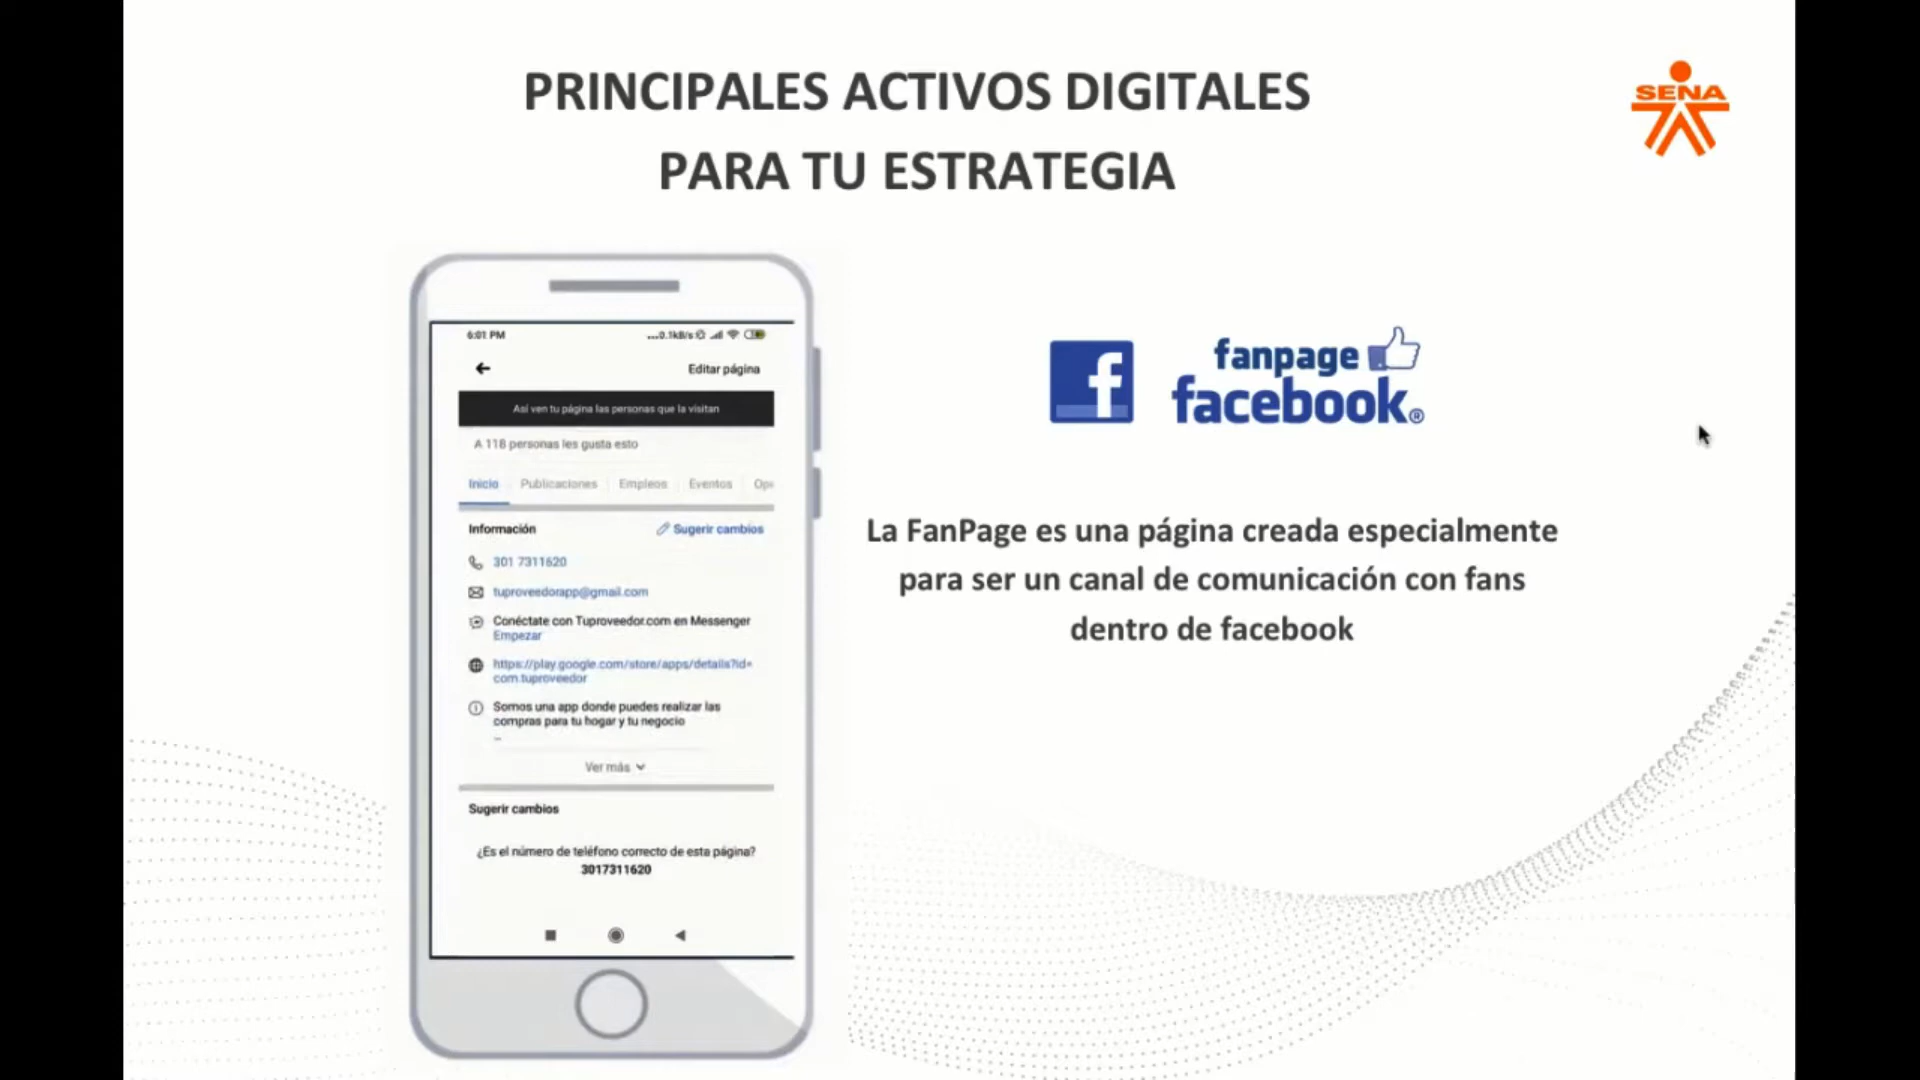 PRINCIPALES ACTIVOS DIGITALES
PARA TU ESTRATEGIA
SENA
6:01 PM
...0.1kB/s
Editar página
Así ven tu página las personas que la visitan
A 118 personas les gusta esto
Inicio Publicaciones Empleos Eventos Op
Información Sugerir cambios
301 7311620
tuproveedorapp@gmail.com
Conéctate con Tuproveedor.com en Messenger
Empezar
https://play.google.com/store/apps/details?id=
com.tuproveedor
Somos una app donde puedes realizar las
compras para tu hogar y tu negocio
...
Ver más
Sugerir cambios
¿Es el número de teléfono correcto de esta página?
3017311620
f
fanpage
facebook®
La FanPage es una página creada especialmente
para ser un canal de comunicación con fans
dentro de facebook